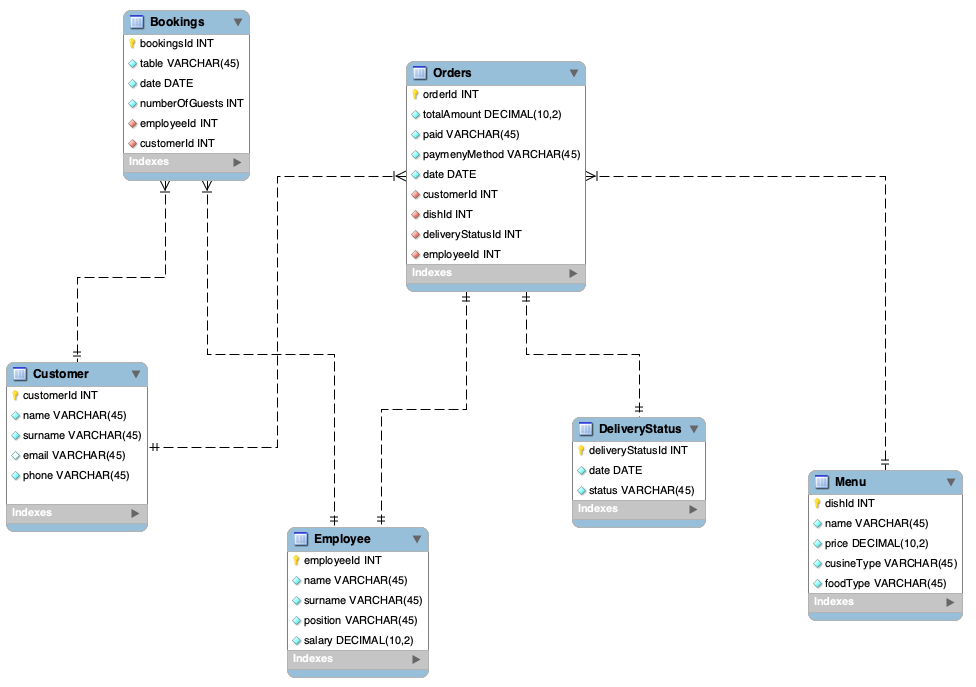 Bookings
bookingsId INT
table VARCHAR(45)
date DATE
numberOfGuests INT
employeeId INT
customerId INT
Indexes
Orders
orderId INT
totalAmount DECIMAL(10,2)
paid VARCHAR(45)
paymenyMethod VARCHAR(45)
date DATE
customerId INT
dishId INT
deliveryStatusId INT
employeeId INT
Indexes
Customer
customerId INT
name VARCHAR(45)
surname VARCHAR(45)
email VARCHAR(45)
phone VARCHAR(45)
Indexes
Employee
employeeId INT
name VARCHAR(45)
surname VARCHAR(45)
position VARCHAR(45)
salary DECIMAL(10,2)
Indexes
DeliveryStatus
deliveryStatusId INT
date DATE
status VARCHAR(45)
Indexes
Menu
dishId INT
name VARCHAR(45)
price DECIMAL(10,2)
cusineType VARCHAR(45)
foodType VARCHAR(45)
Indexes